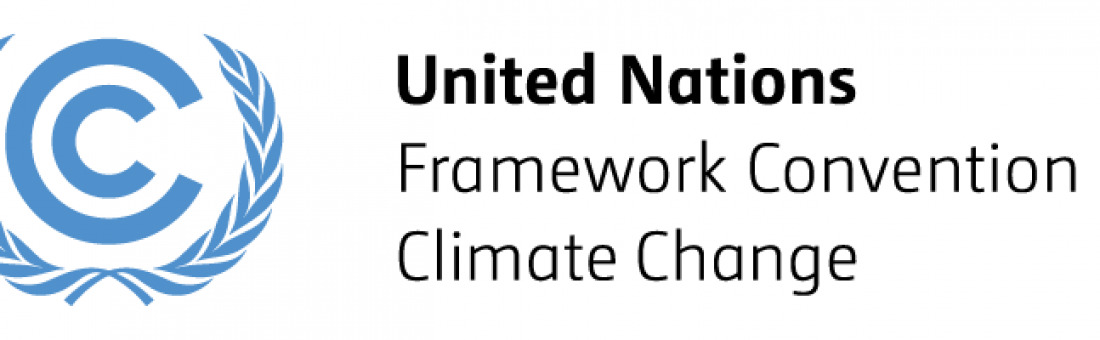 United Nations
Framework Convention
Climate Change